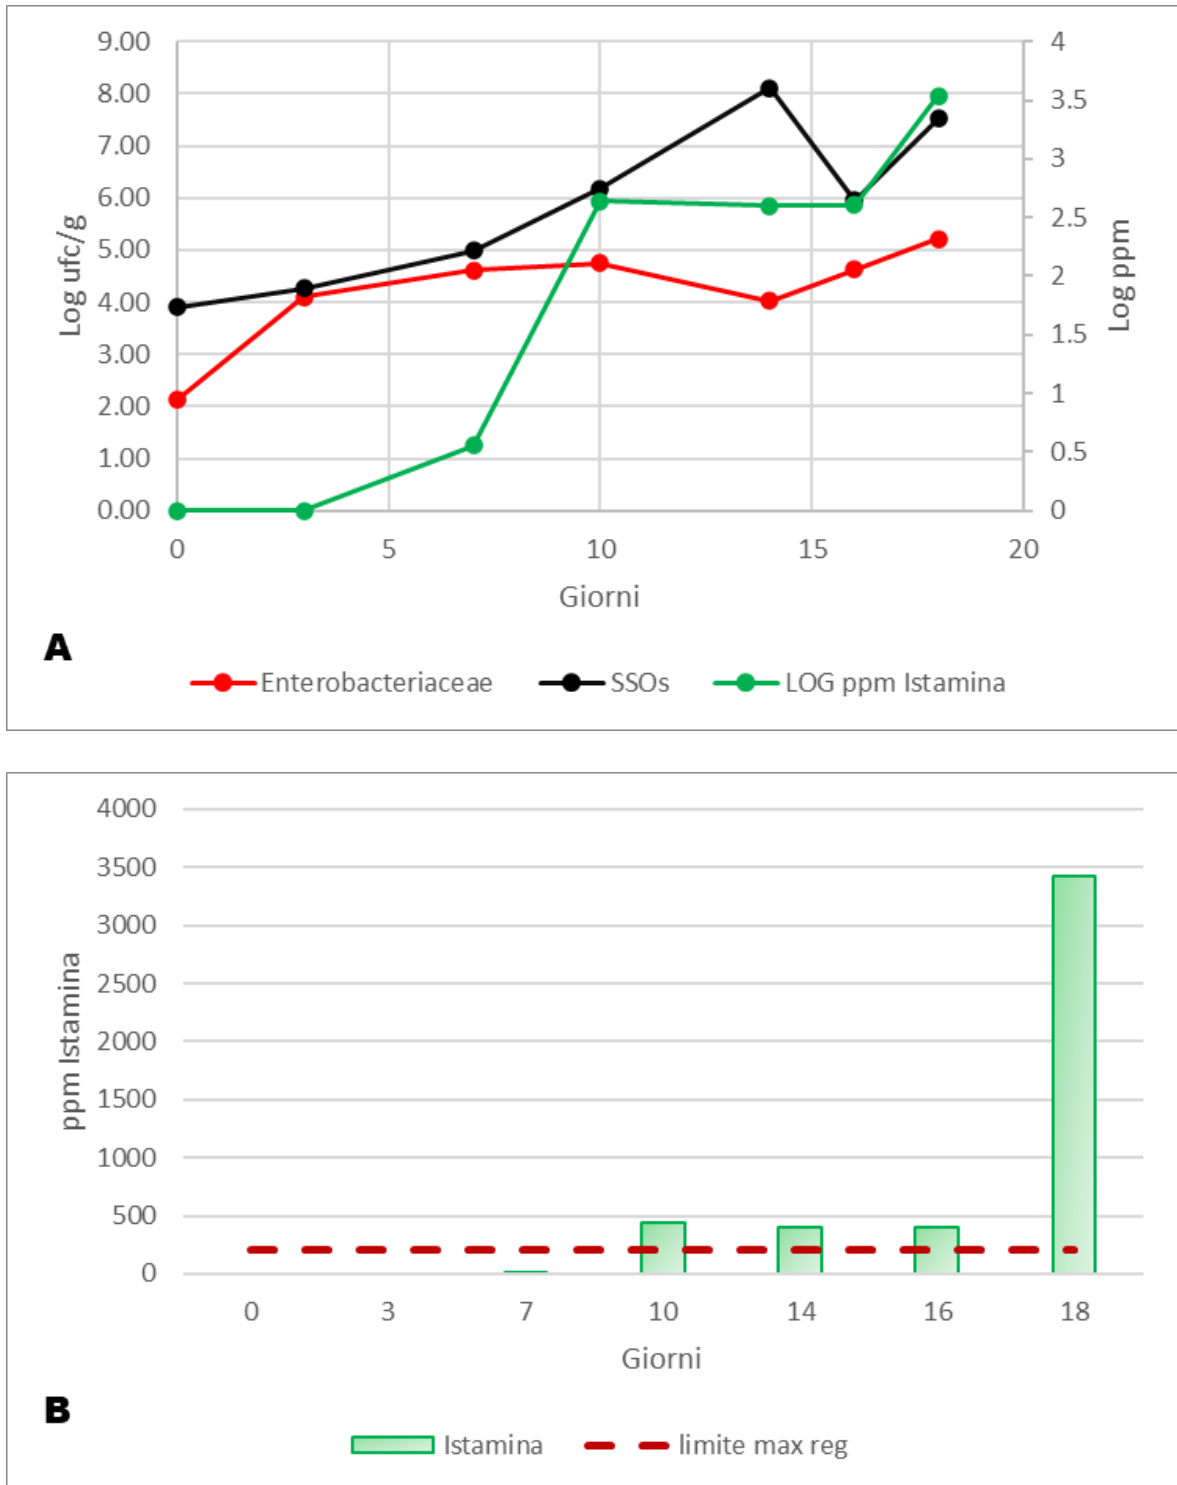 9.00
8.00
7.00
6.00
5.00
4.00
3.00
2.00
1.00
0.00
Log ufc/g
4
3.5
3
2.5
2
1.5
1
0.5
0
Log ppm
0 5 10 15 20
Giorni
A
Enterobacteriaceae SSOs LOG ppm Istamina
4000
3500
3000
2500
2000
1500
1000
500
0
ppm Istamina
0 3 7 10 14 16 18
Giorni
B
Istamina limite max reg